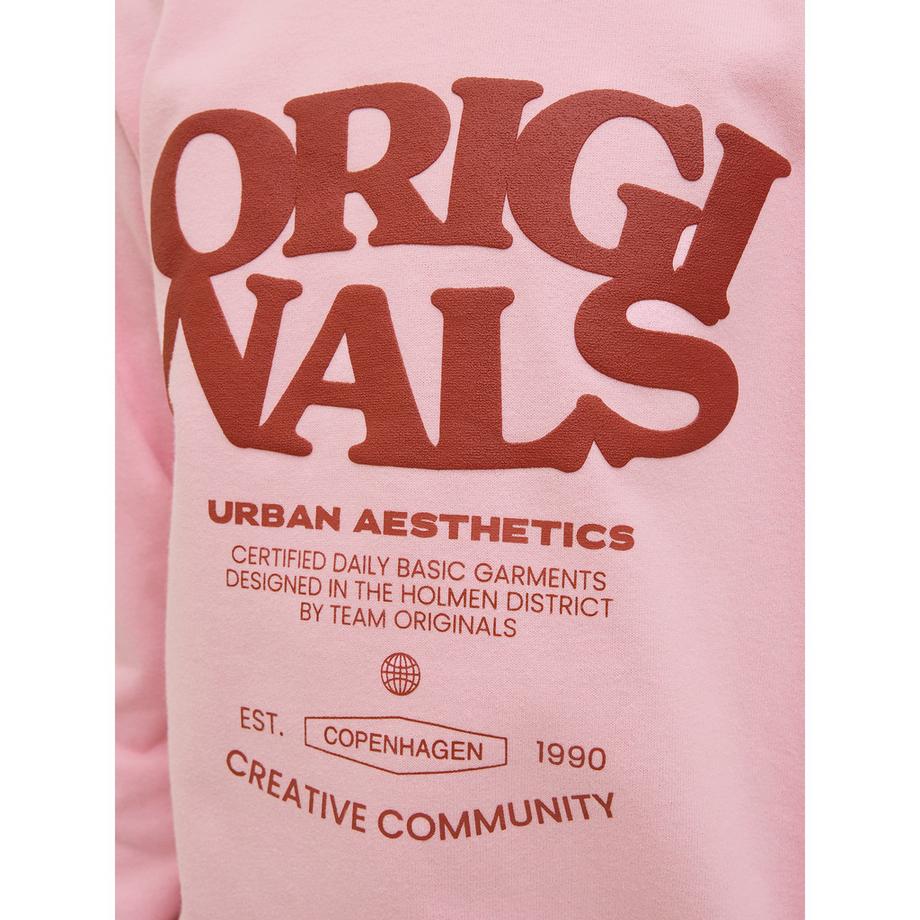 ORIGI
NALS
URBAN AESTHETICS
CERTIFIED DAILY BASIC GARMENTS
DESIGNED IN THE HOLMEN DISTRICT
BY TEAM ORIGINALS
EST. COPENHAGEN 1990
CREATIVE COMMUNITY